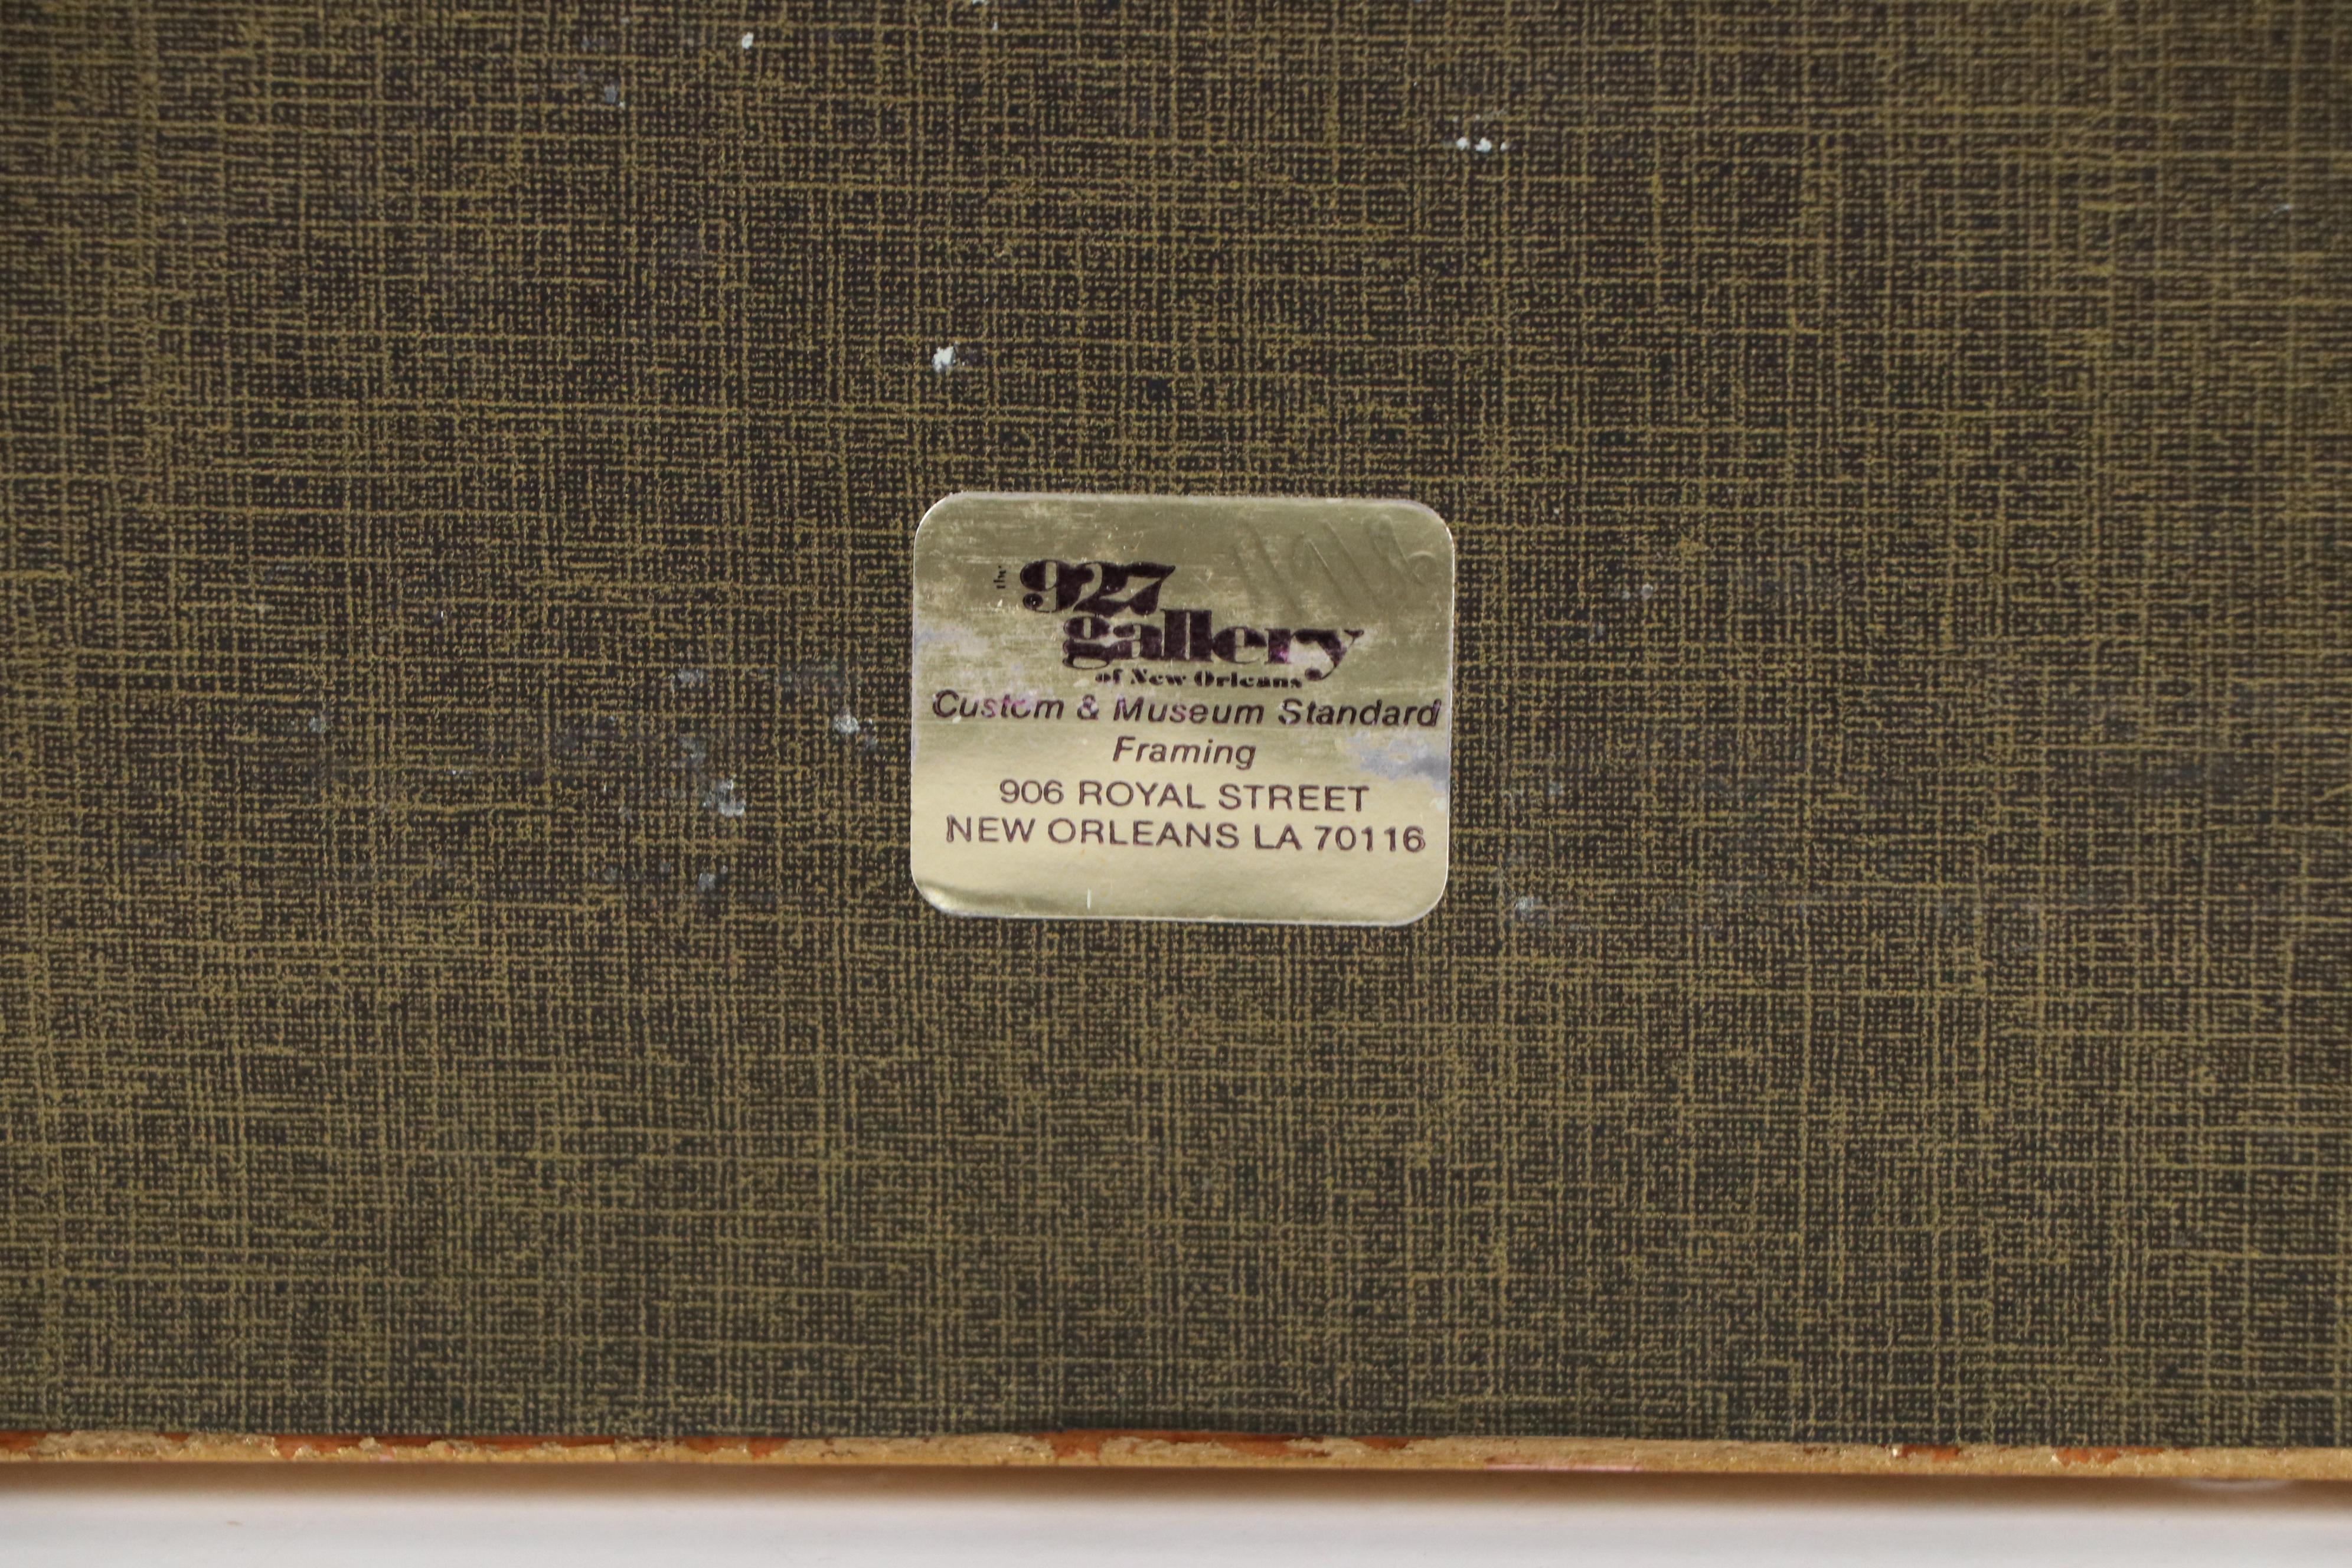 the 927
gallery
of New Orleans
Custom & Museum Standard
Framing
906 ROYAL STREET
NEW ORLEANS LA 70116